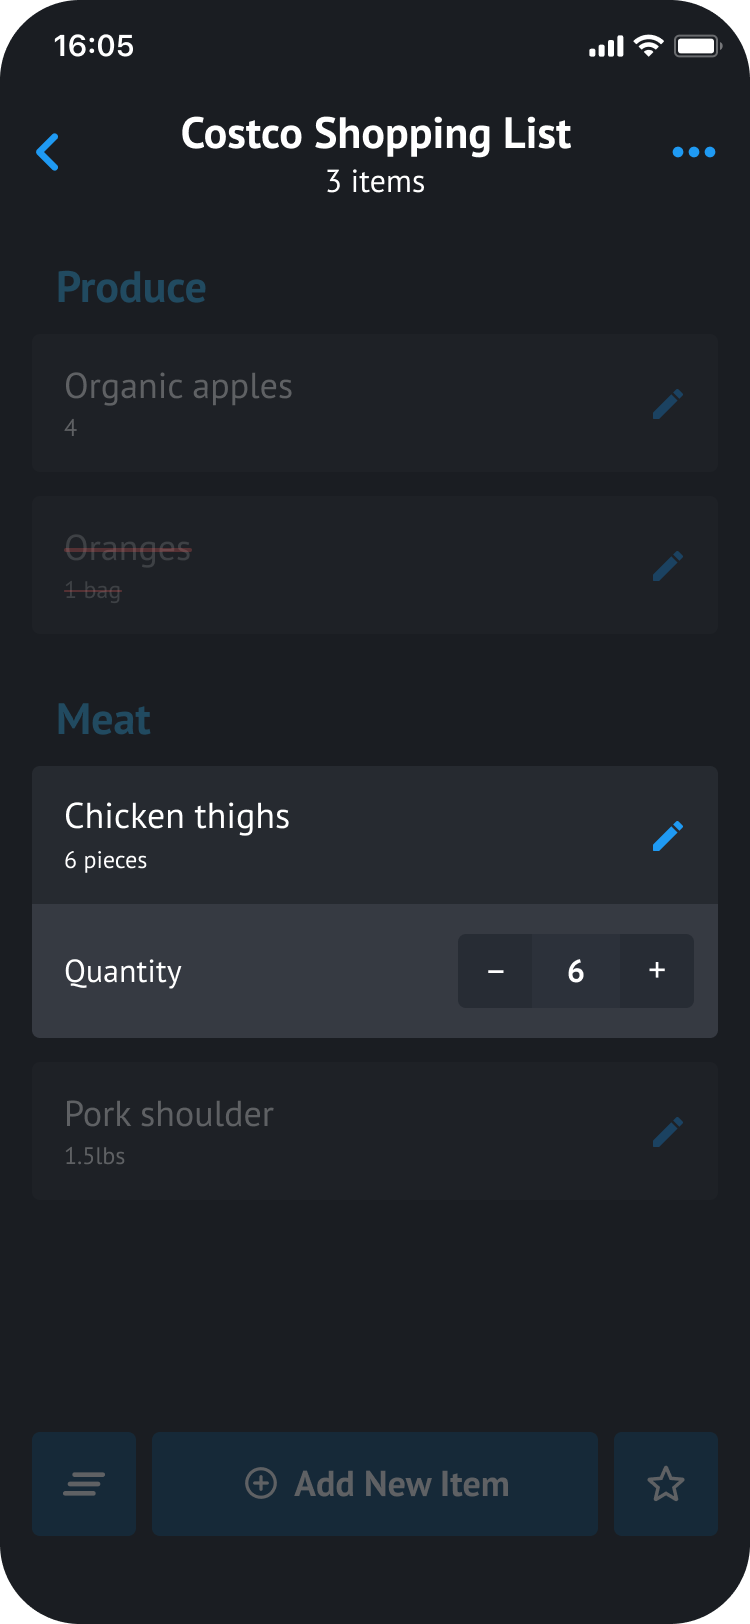 16:05
Costco Shopping List
3 items
Produce
Organic apples
4
Oranges
1 bag
Meat
Chicken thighs
6 pieces
Quantity
– 6 +
Pork shoulder
1.5lbs
Add New Item